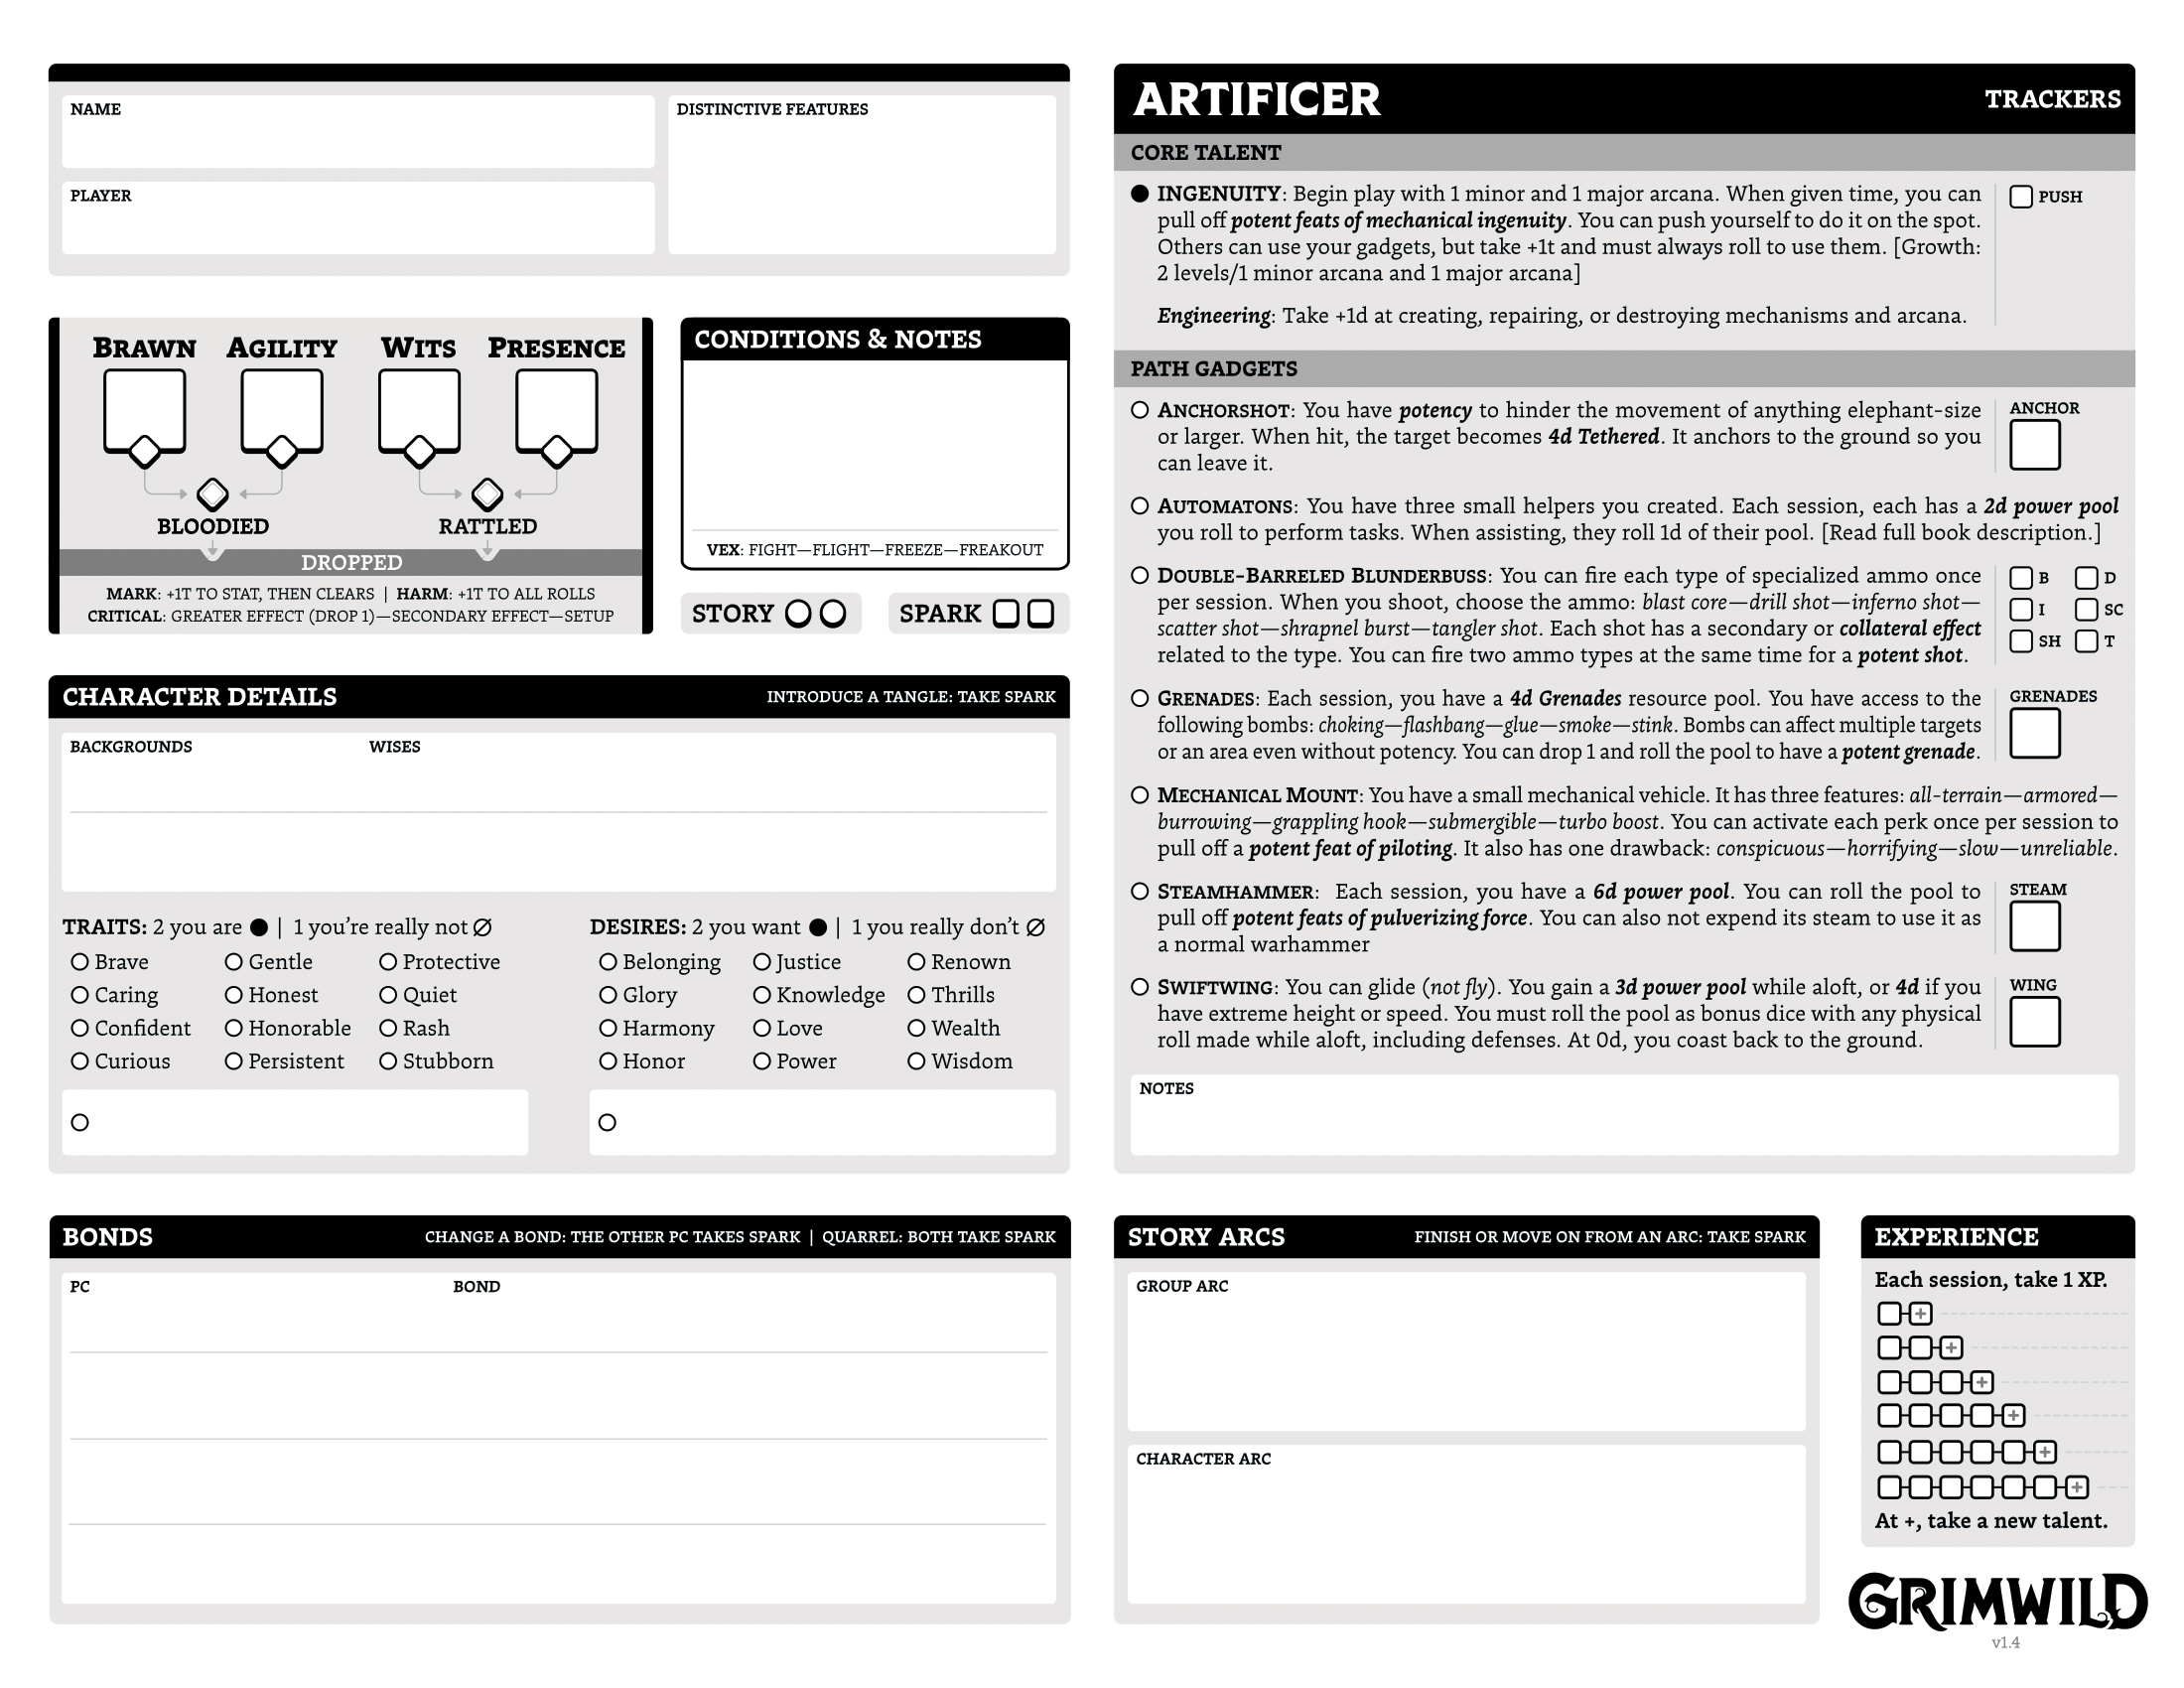 NAME
DISTINCTIVE FEATURES
PLAYER
BRAWN AGILITY WITS PRESENCE
BLOODIED RATTLED
DROPPED
MARK: +1T TO STAT, THEN CLEARS | HARM: +1T TO ALL ROLLS
CRITICAL: GREATER EFFECT (DROP 1)—SECONDARY EFFECT—SETUP
CONDITIONS & NOTES
VEX: FIGHT—FLIGHT—FREEZE—FREAKOUT
STORY
SPARK
CHARACTER DETAILS INTRODUCE A TANGLE: TAKE SPARK
BACKGROUNDS WISES
TRAITS: 2 you are | 1 you're really not
Brave Gentle Protective
Caring Honest Quiet
Confident Honorable Rash
Curious Persistent Stubborn
DESIRES: 2 you want | 1 you really don't
Belonging Justice Renown
Glory Knowledge Thrills
Harmony Love Wealth
Honor Power Wisdom
BONDS CHANGE A BOND: THE OTHER PC TAKES SPARK | QUARREL: BOTH TAKE SPARK
PC BOND
ARTIFICER TRACKERS
CORE TALENT
INGENUITY: Begin play with 1 minor and 1 major arcana. When given time, you can
pull off potent feats of mechanical ingenuity. You can push yourself to do it on the spot.
Others can use your gadgets, but take +1t and must always roll to use them. [Growth:
2 levels/1 minor arcana and 1 major arcana]
PUSH
Engineering: Take +1d at creating, repairing, or destroying mechanisms and arcana.
PATH GADGETS
ANCHORSHOT: You have potency to hinder the movement of anything elephant-size
or larger. When hit, the target becomes 4d Tethered. It anchors to the ground so you
can leave it.
ANCHOR
AUTOMATONS: You have three small helpers you created. Each session, each has a 2d power pool
you roll to perform tasks. When assisting, they roll 1d of their pool. [Read full book description.]
DOUBLE-BARRELED BLUNDERBUSS: You can fire each type of specialized ammo once
per session. When you shoot, choose the ammo: blast core—drill shot—inferno shot—
scatter shot—shrapnel burst—tangler shot. Each shot has a secondary or collateral effect
related to the type. You can fire two ammo types at the same time for a potent shot.
B D
I SC
SH T
GRENADES: Each session, you have a 4d Grenades resource pool. You have access to the
following bombs: choking—flashbang—glue—smoke—stink. Bombs can affect multiple targets
or an area even without potency. You can drop 1 and roll the pool to have a potent grenade.
GRENADES
MECHANICAL MOUNT: You have a small mechanical vehicle. It has three features: all-terrain—armored—
burrowing—grappling hook—submergible—turbo boost. You can activate each perk once per session to
pull off a potent feat of piloting. It also has one drawback: conspicuous—horrifying—slow—unreliable.
STEAMHAMMER: Each session, you have a 6d power pool. You can roll the pool to
pull off potent feats of pulverizing force. You can also not expend its steam to use it as
a normal warhammer
STEAM
SWIFTWING: You can glide (not fly). You gain a 3d power pool while aloft, or 4d if you
have extreme height or speed. You must roll the pool as bonus dice with any physical
roll made while aloft, including defenses. At 0d, you coast back to the ground.
WING
NOTES
STORY ARCS FINISH OR MOVE ON FROM AN ARC: TAKE SPARK
GROUP ARC
CHARACTER ARC
EXPERIENCE
Each session, take 1 XP.
+
+
+
+
+
+
At +, take a new talent.
GRIMWILD
v1.4